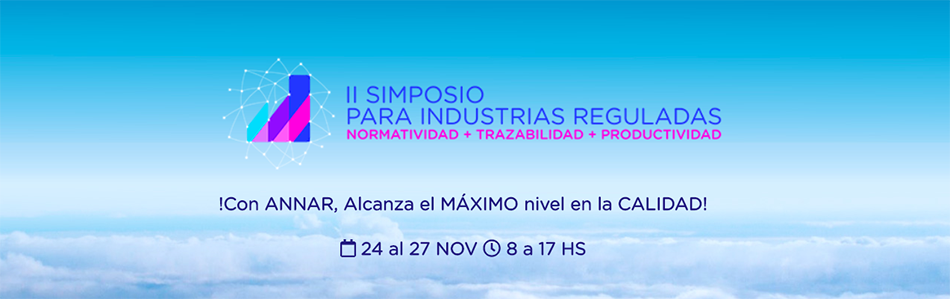 II SIMPOSIO
PARA INDUSTRIAS REGULADAS
NORMATIVIDAD + TRAZABILIDAD + PRODUCTIVIDAD
!Con ANNAR, Alcanza el MÁXIMO nivel en la CALIDAD!
24 al 27 NOV 8 a 17 HS